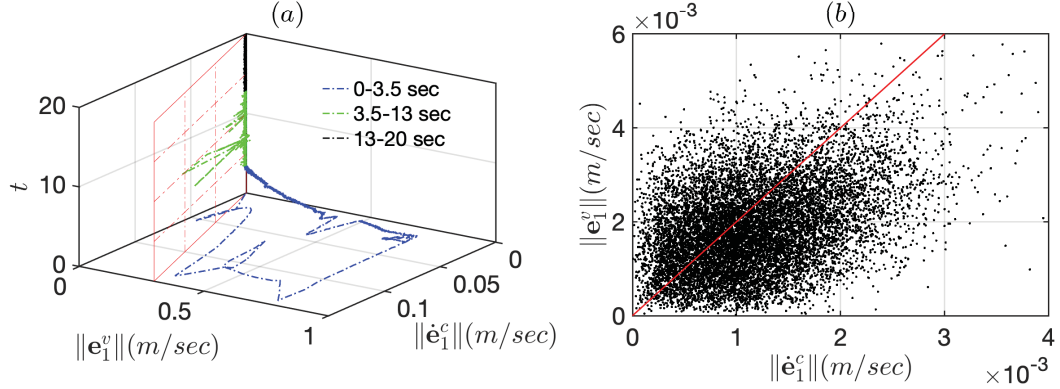 (a)
20
10
0
t
0-3.5 sec
3.5-13 sec
13-20 sec
0
0.5
1
0.1
0.05
0
‖e₁ᵛ‖(m/sec)
‖ė₁ᶜ‖(m/sec)
(b)
×10⁻³
6
4
2
0
‖e₁ᵛ‖(m/sec)
0
1
2
3
4
‖ė₁ᶜ‖(m/sec)
×10⁻³